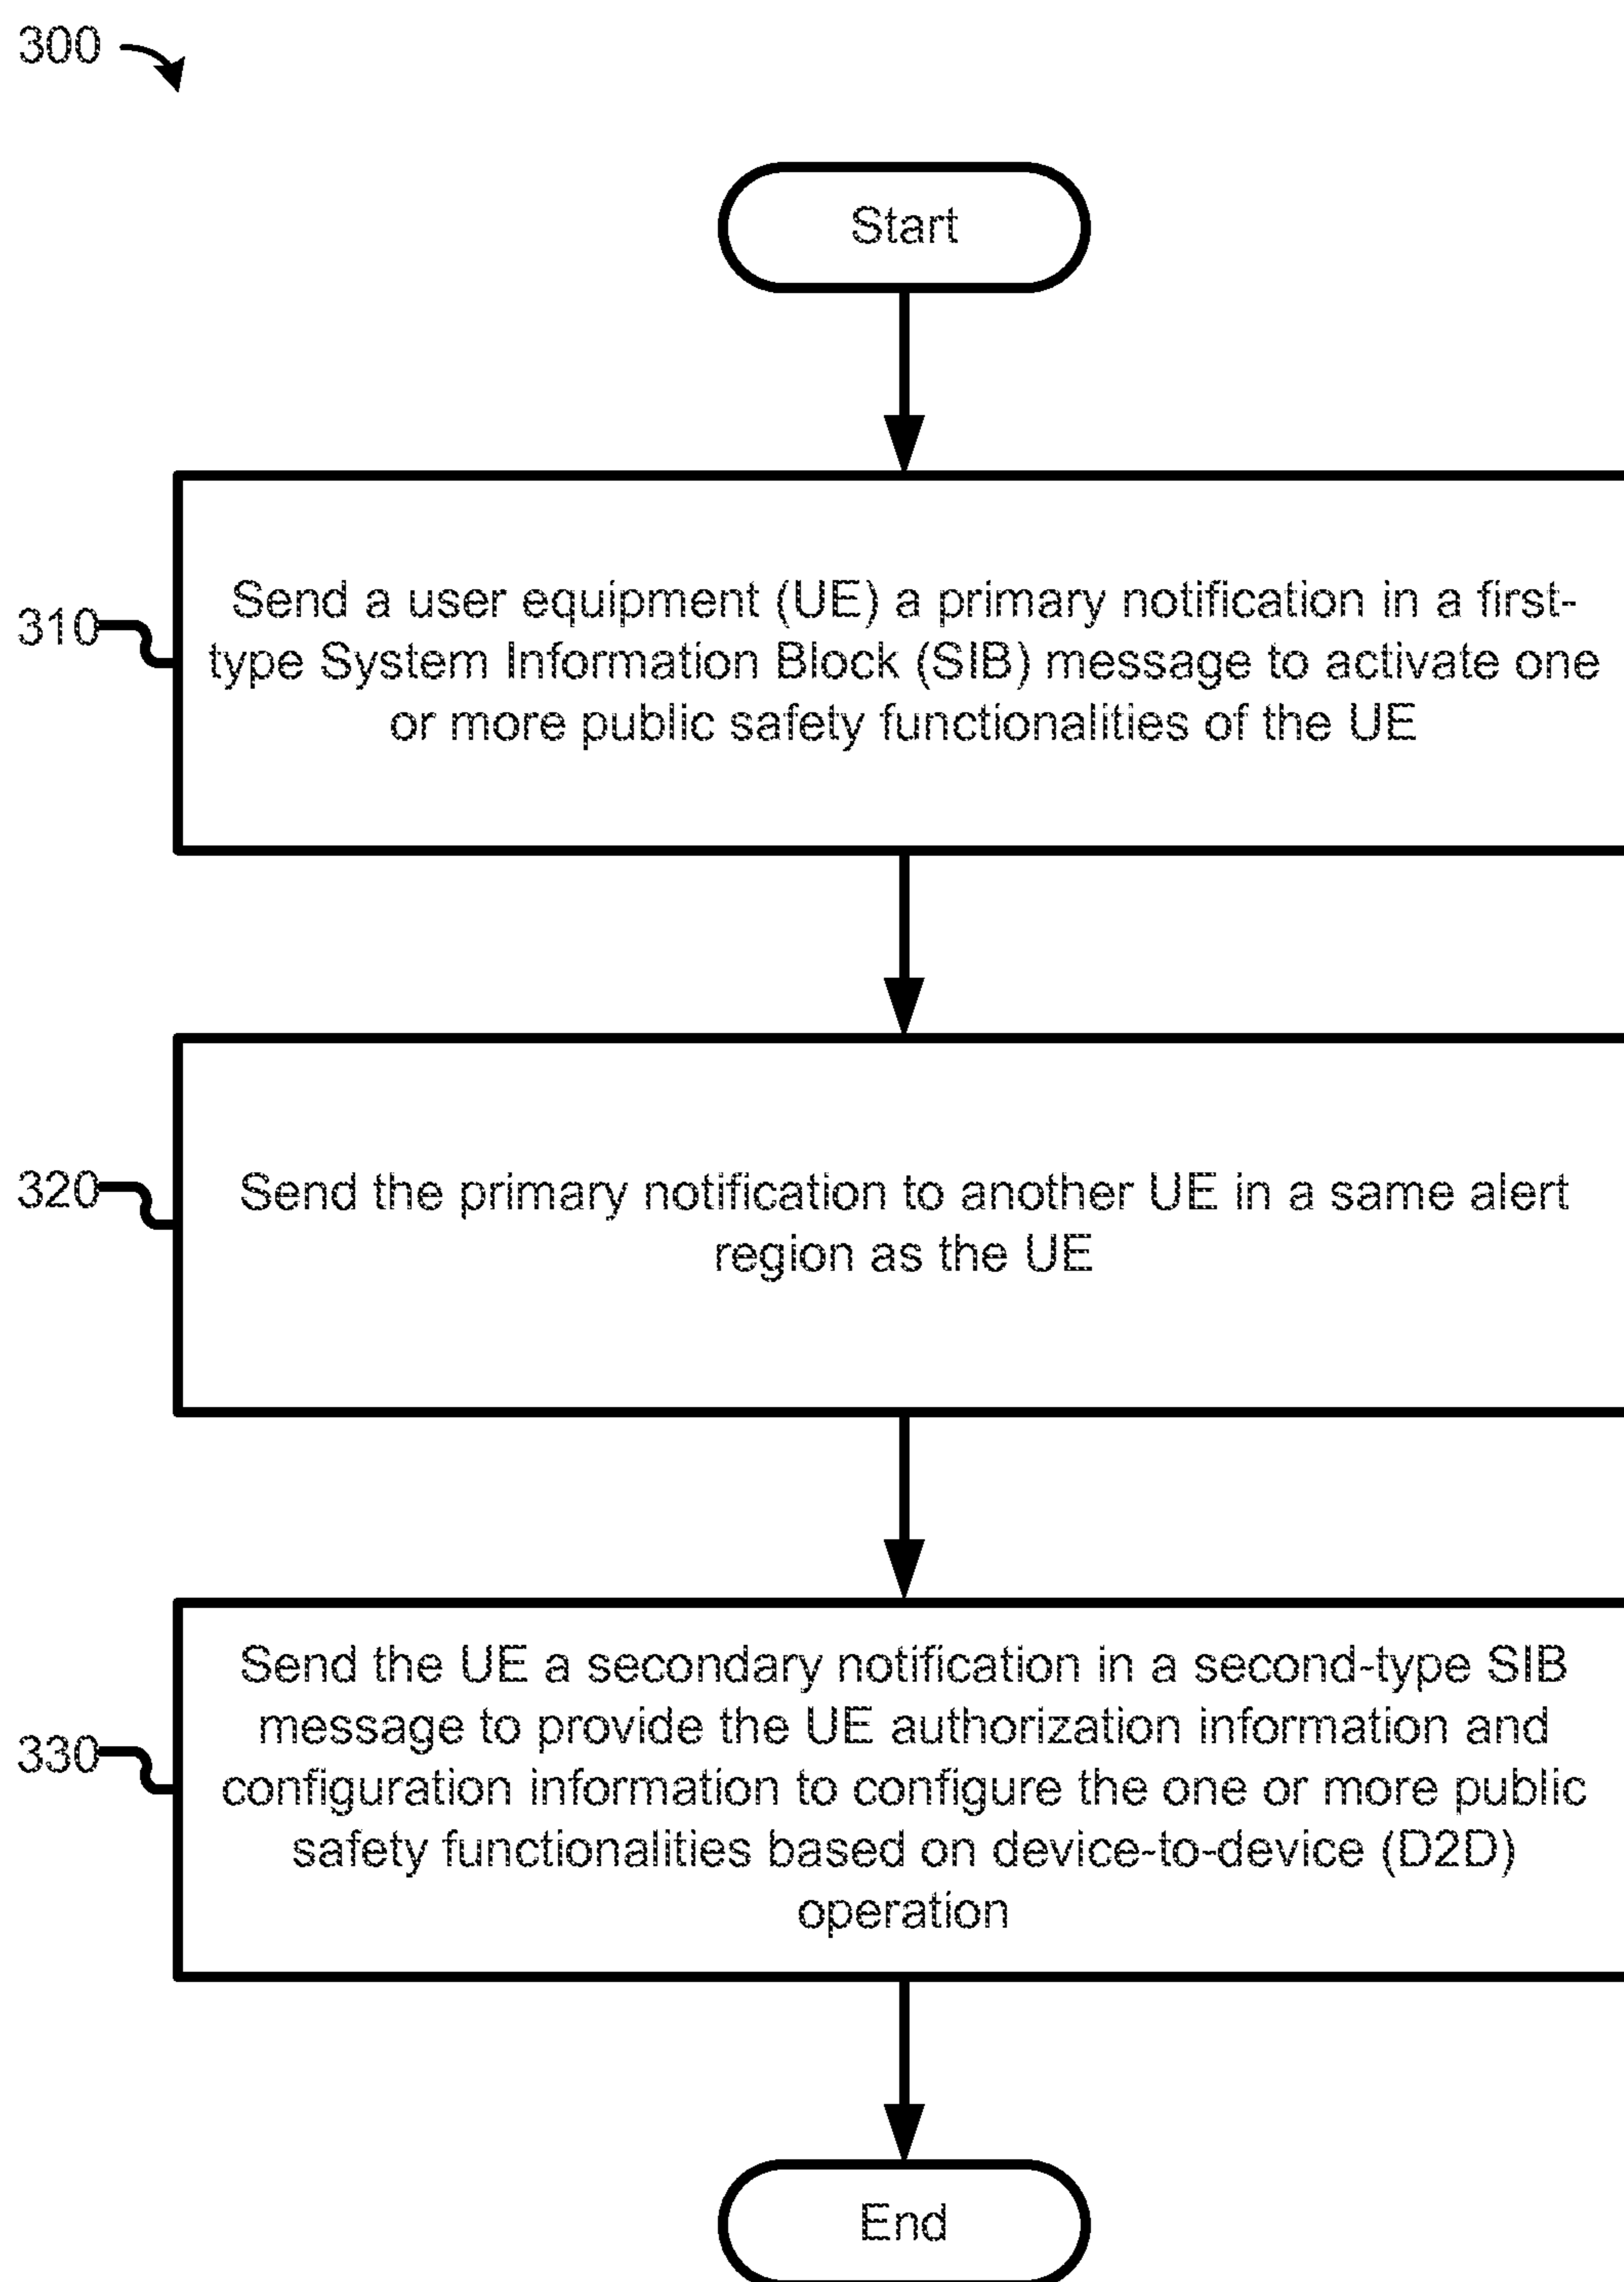 300
Start
310
Send a user equipment (UE) a primary notification in a first-
type System Information Block (SIB) message to activate one
or more public safety functionalities of the UE
320
Send the primary notification to another UE in a same alert
region as the UE
330
Send the UE a secondary notification in a second-type SIB
message to provide the UE authorization information and
configuration information to configure the one or more public
safety functionalities based on device-to-device (D2D)
operation
End